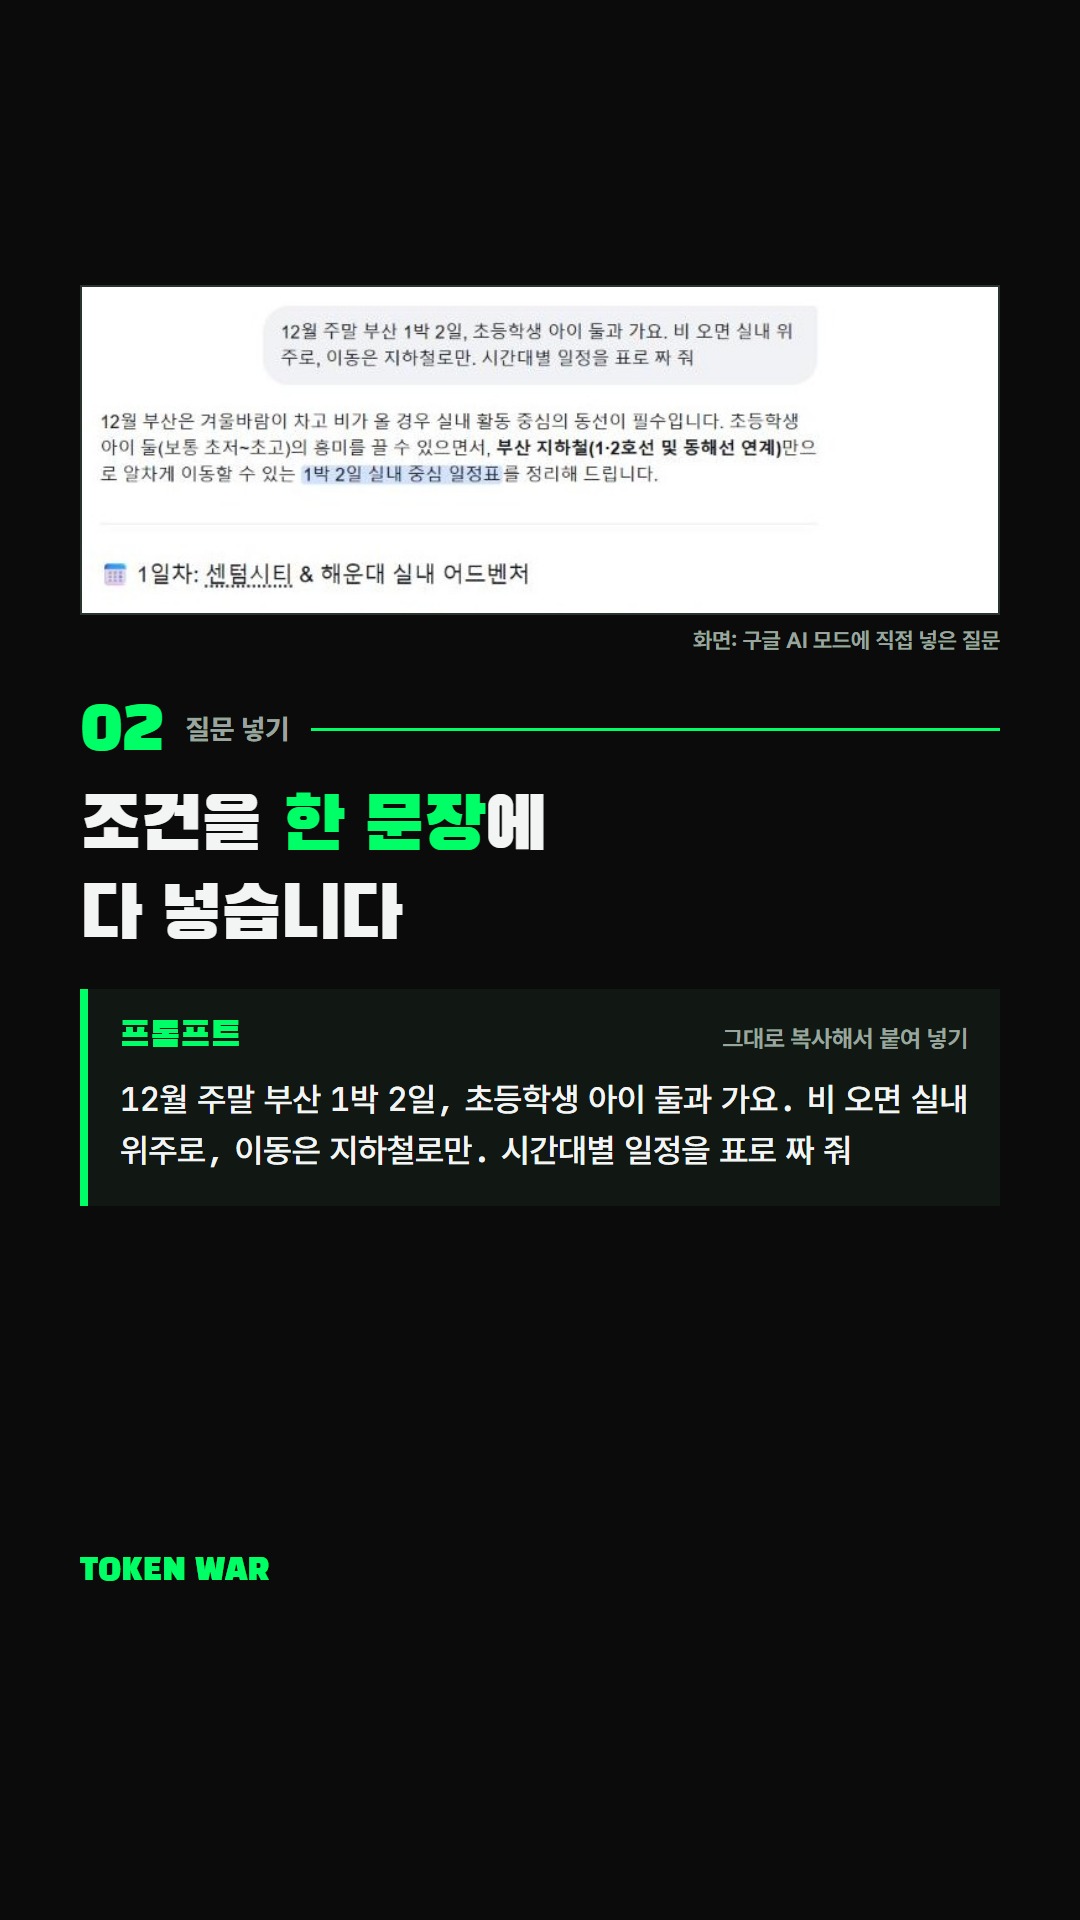 12월 주말 부산 1박 2일, 초등학생 아이 둘과 가요. 비 오면 실내 위
주로, 이동은 지하철로만. 시간대별 일정을 표로 짜 줘
12월 부산은 겨울바람이 차고 비가 올 경우 실내 활동 중심의 동선이 필수입니다. 초등학생
아이 둘(보통 초저~초고)의 흥미를 끌 수 있으면서, 부산 지하철(1·2호선 및 동해선 연계)만으
로 알차게 이동할 수 있는 1박 2일 실내 중심 일정표를 정리해 드립니다.
1일차: 센텀시티 & 해운대 실내 어드벤처
화면: 구글 AI 모드에 직접 넣은 질문
02 질문 넣기
조건을 한 문장에
다 넣습니다
프롬프트 그대로 복사해서 붙여 넣기
12월 주말 부산 1박 2일, 초등학생 아이 둘과 가요. 비 오면 실내
위주로, 이동은 지하철로만. 시간대별 일정을 표로 짜 줘
TOKEN WAR